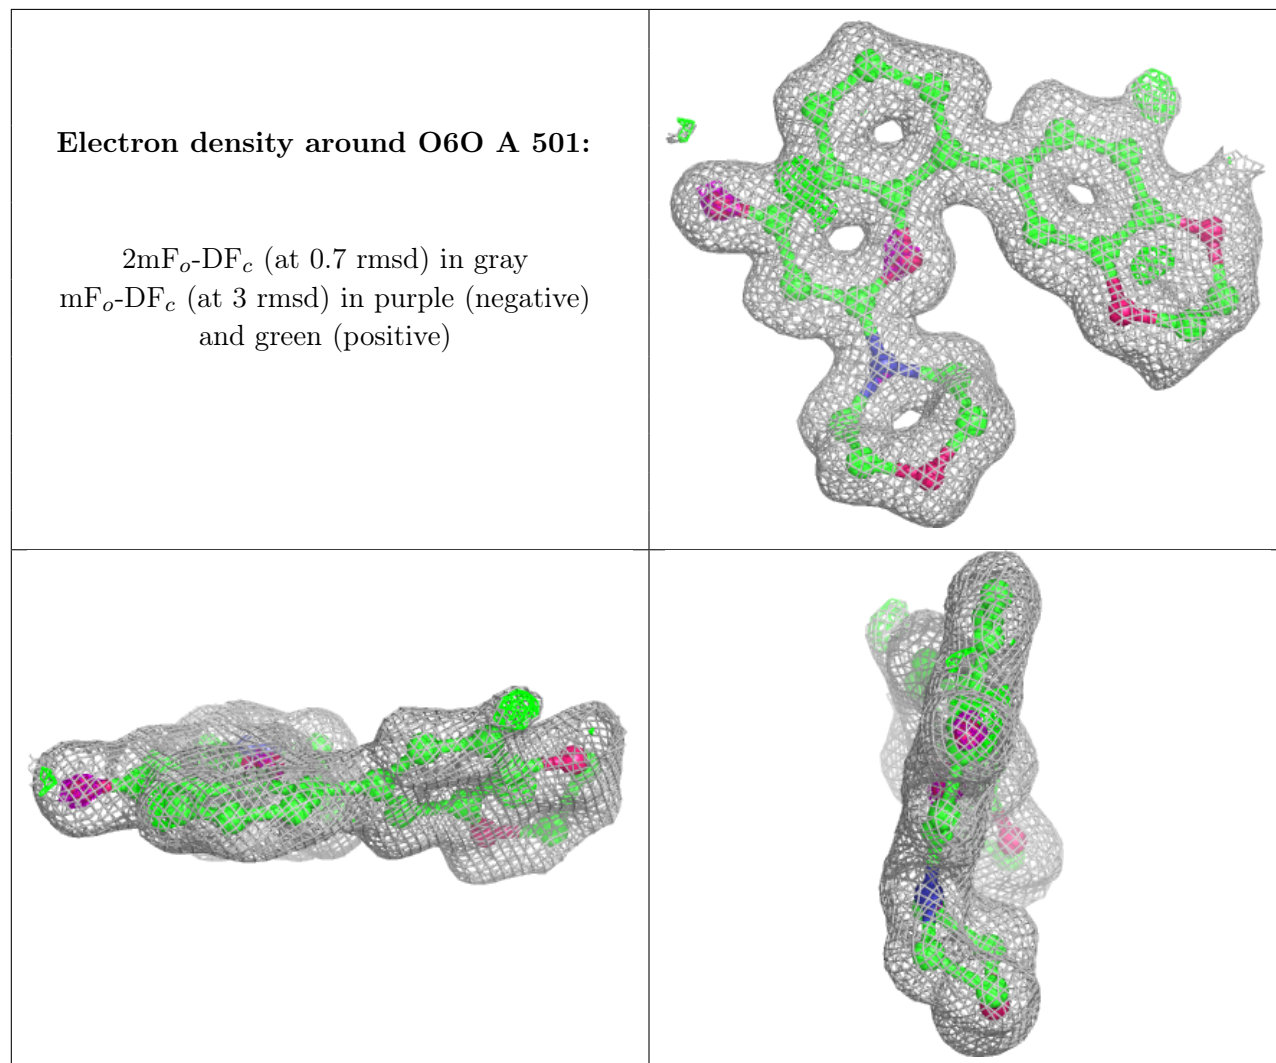 Electron density around O6O A 501:
2mFₒ-DF𝒸 (at 0.7 rmsd) in gray
mFₒ-DF𝒸 (at 3 rmsd) in purple (negative)
and green (positive)